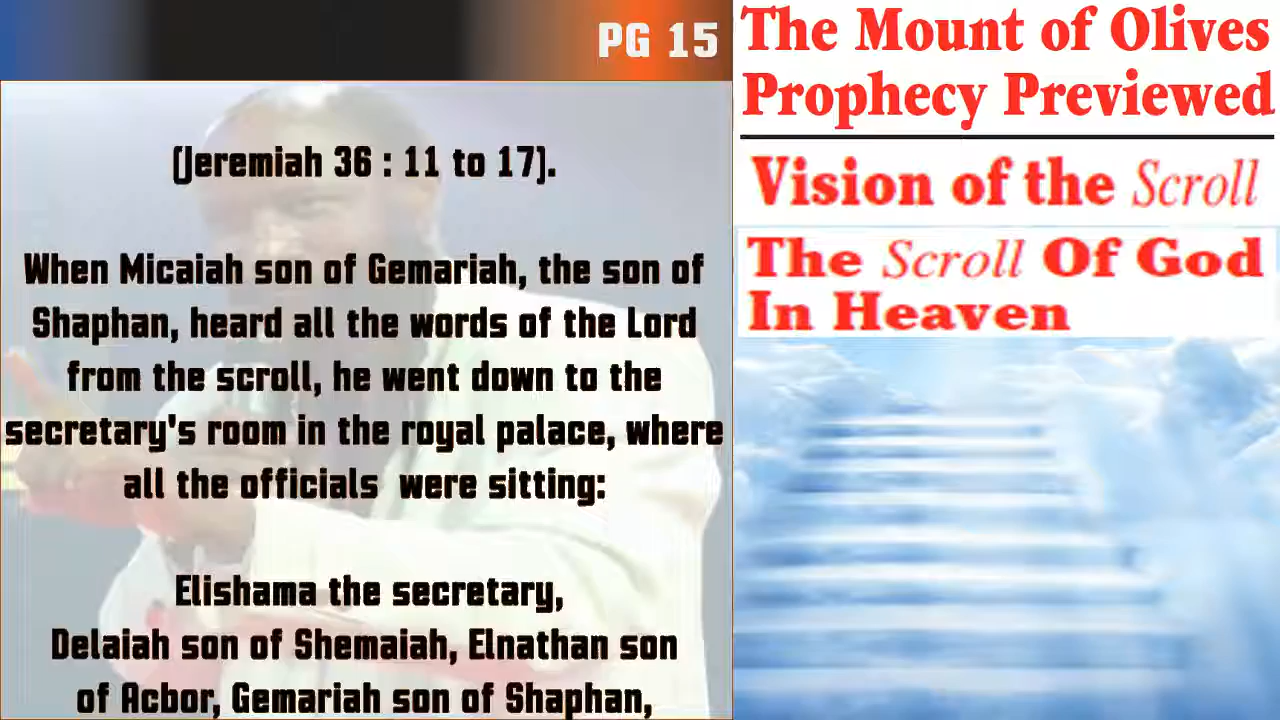 PG 15
(Jeremiah 36 : 11 to 17).
When Micaiah son of Gemariah, the son of
Shaphan, heard all the words of the Lord
from the scroll, he went down to the
secretary's room in the royal palace, where
all the officials  were sitting:
Elishama the secretary,
Delaiah son of Shemaiah, Elnathan son
of Acbor, Gemariah son of Shaphan,
The Mount of Olives
Prophecy Previewed
Vision of the Scroll
The Scroll Of God
In Heaven